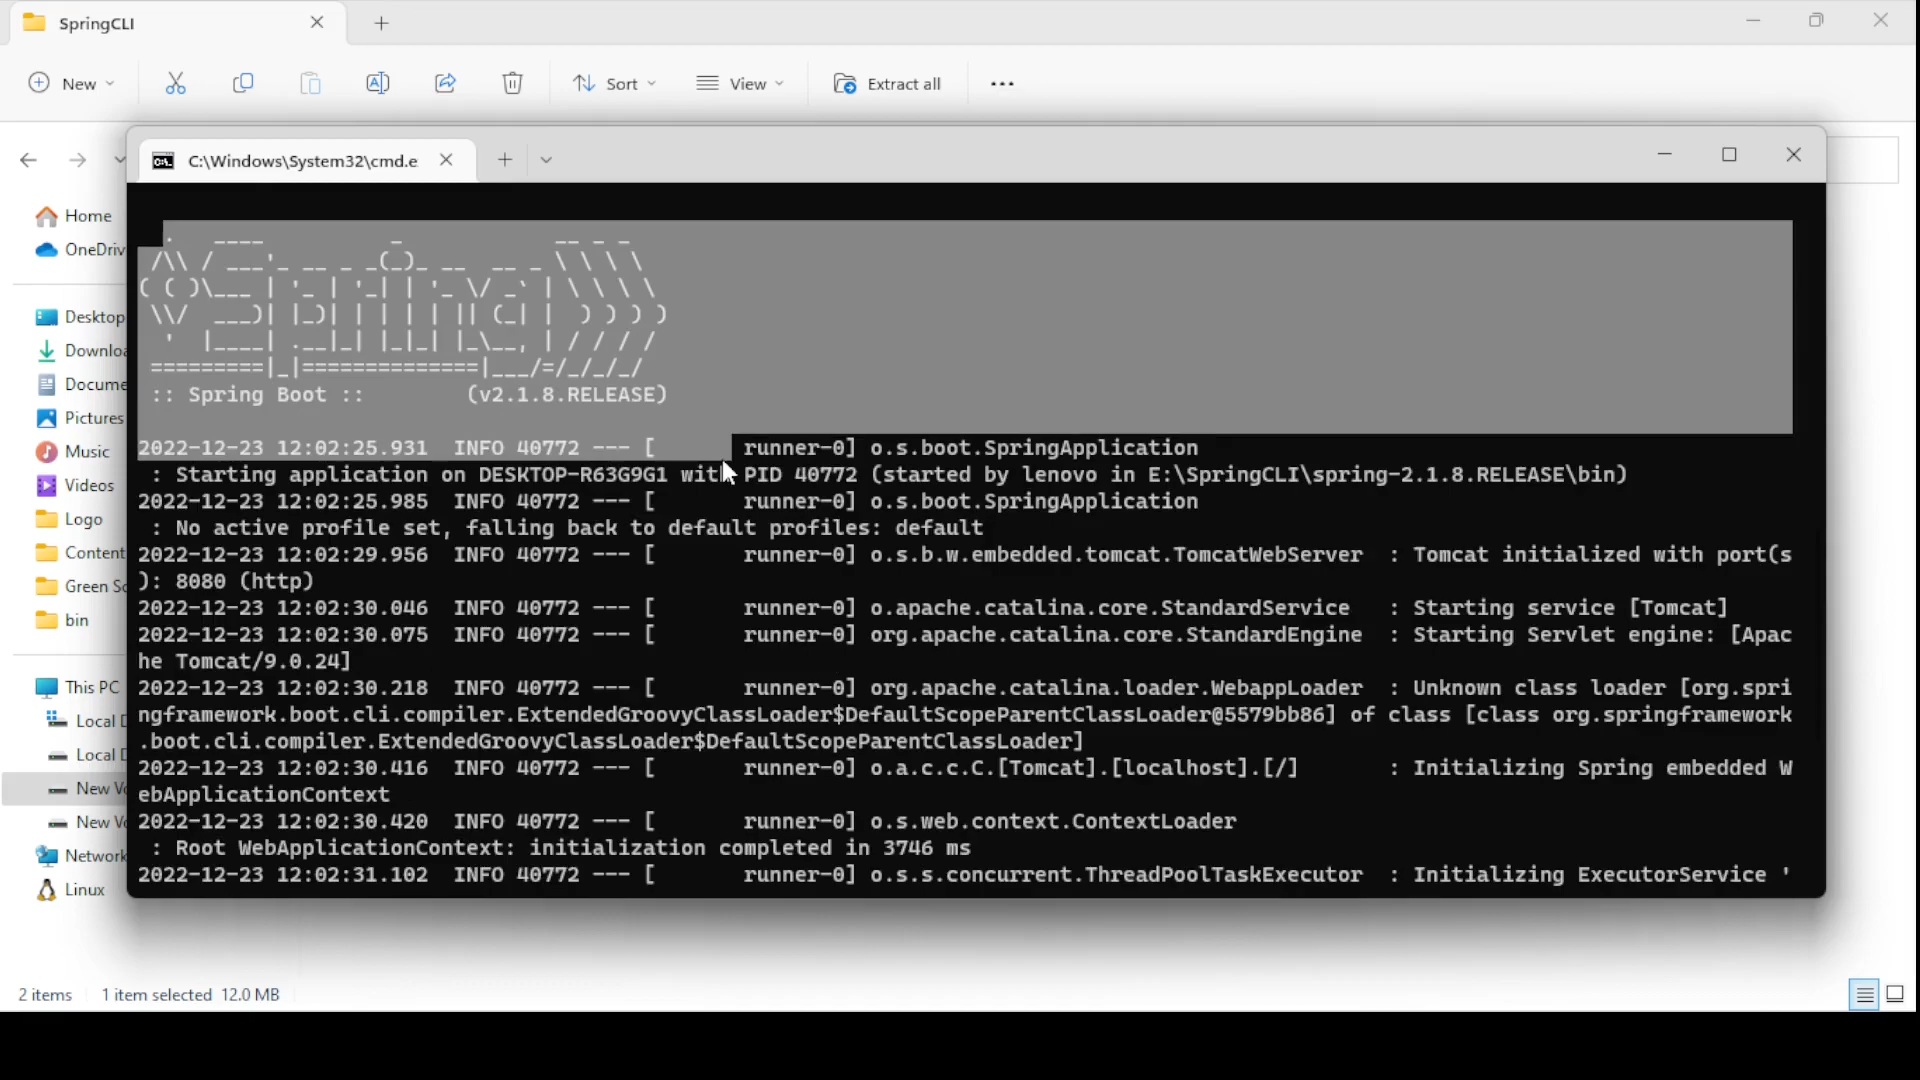 SpringCLI
New
Sort
View
Extract all
C:\Windows\System32\cmd.e
Home
OneDriv
Desktop
Downloa
Docume
Pictures
Music
Videos
Logo
Content
Green Sc
bin
This PC
Local D
Local D
New Vo
New Vo
Network
Linux
:: Spring Boot ::        (v2.1.8.RELEASE)
2022-12-23 12:02:25.931  INFO 40772 --- [       runner-0] o.s.boot.SpringApplication
 : Starting application on DESKTOP-R63G9G1 with PID 40772 (started by lenovo in E:\SpringCLI\spring-2.1.8.RELEASE\bin)
2022-12-23 12:02:25.985  INFO 40772 --- [       runner-0] o.s.boot.SpringApplication
 : No active profile set, falling back to default profiles: default
2022-12-23 12:02:29.956  INFO 40772 --- [       runner-0] o.s.b.w.embedded.tomcat.TomcatWebServer  : Tomcat initialized with port(s
): 8080 (http)
2022-12-23 12:02:30.046  INFO 40772 --- [       runner-0] o.apache.catalina.core.StandardService   : Starting service [Tomcat]
2022-12-23 12:02:30.075  INFO 40772 --- [       runner-0] org.apache.catalina.core.StandardEngine  : Starting Servlet engine: [Apac
he Tomcat/9.0.24]
2022-12-23 12:02:30.218  INFO 40772 --- [       runner-0] org.apache.catalina.loader.WebappLoader  : Unknown class loader [org.spri
ngframework.boot.cli.compiler.ExtendedGroovyClassLoader$DefaultScopeParentClassLoader@5579bb86] of class [class org.springframework
.boot.cli.compiler.ExtendedGroovyClassLoader$DefaultScopeParentClassLoader]
2022-12-23 12:02:30.416  INFO 40772 --- [       runner-0] o.a.c.c.C.[Tomcat].[localhost].[/]       : Initializing Spring embedded W
ebApplicationContext
2022-12-23 12:02:30.420  INFO 40772 --- [       runner-0] o.s.web.context.ContextLoader
 : Root WebApplicationContext: initialization completed in 3746 ms
2022-12-23 12:02:31.102  INFO 40772 --- [       runner-0] o.s.s.concurrent.ThreadPoolTaskExecutor  : Initializing ExecutorService '
2 items
1 item selected  12.0 MB